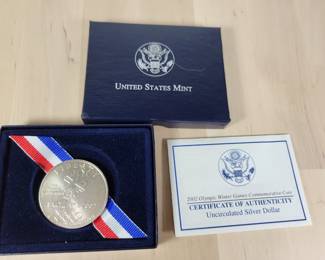 UNITED STATES MINT
2002 Olympic Winter Games Commemorative Coin
CERTIFICATE OF AUTHENTICITY
Uncirculated Silver Dollar